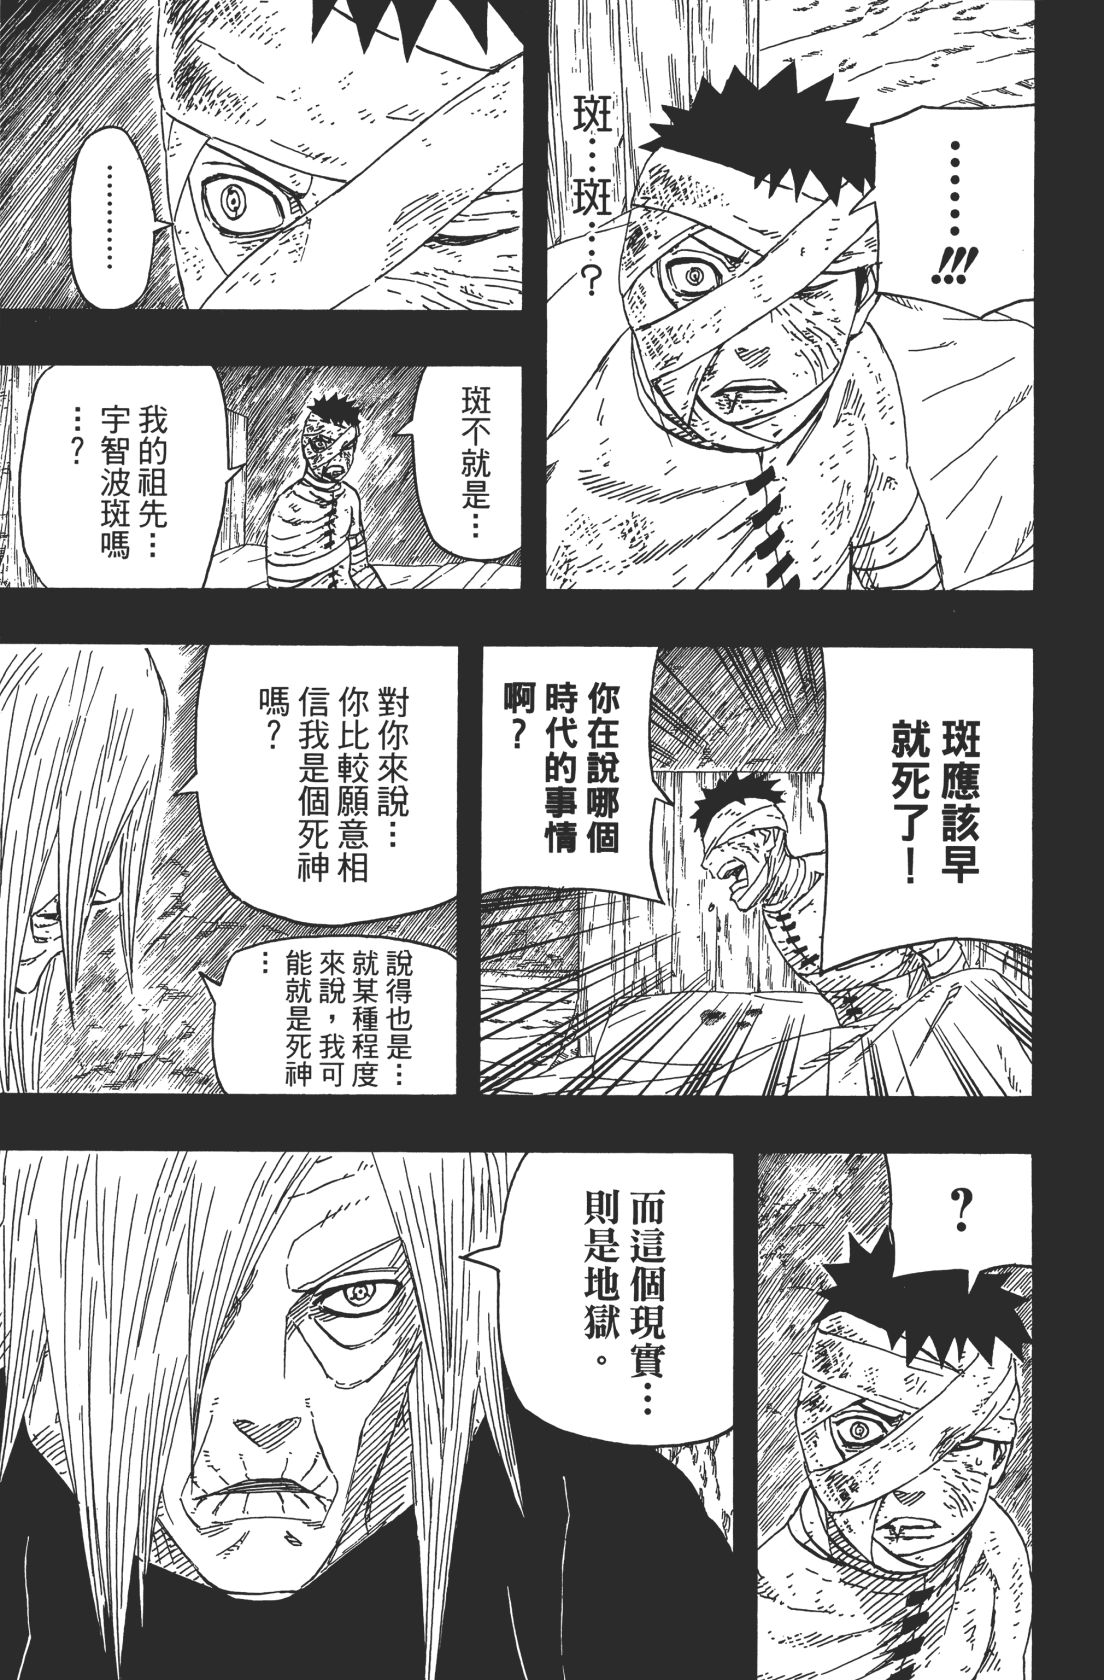 ……!!!
斑…
斑…?
………
斑不就是…
我的祖先…
宇智波斑嗎
…?
斑應該早
就死了!
你在說哪個
時代的事情
啊?
對你來說…
你比較願意相
信我是個死神
嗎?
說得也是…
就某種程度
來說,我可
能就是死神
…
?
而這個現實…
則是地獄。